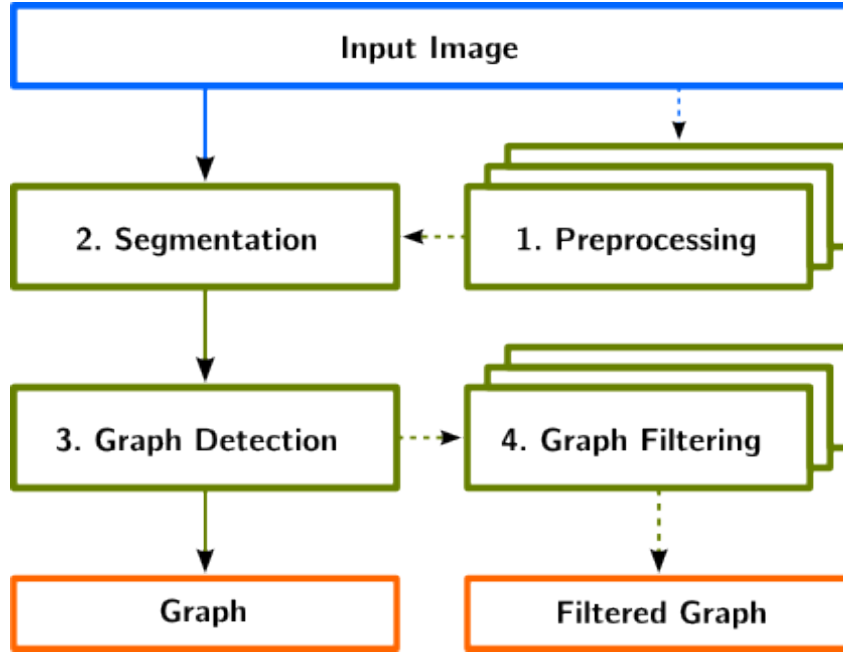 Input Image
2. Segmentation
1. Preprocessing
3. Graph Detection
4. Graph Filtering
Graph
Filtered Graph